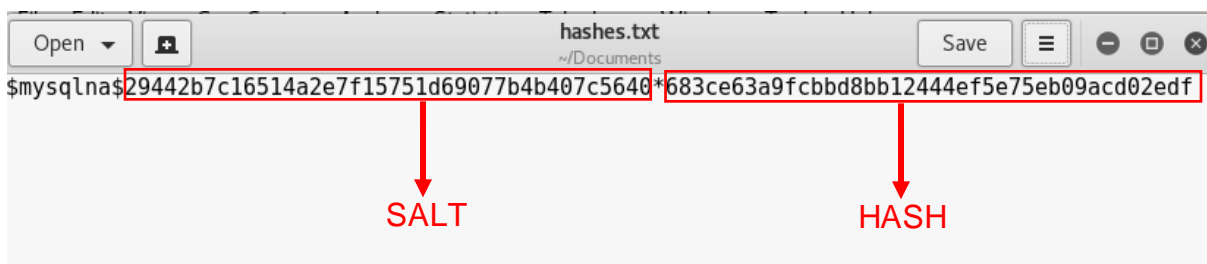 Open
hashes.txt
~/Documents
Save
$mysqlna$29442b7c16514a2e7f15751d69077b4b407c5640*683ce63a9fcbbd8bb12444ef5e75eb09acd02edf
SALT
HASH